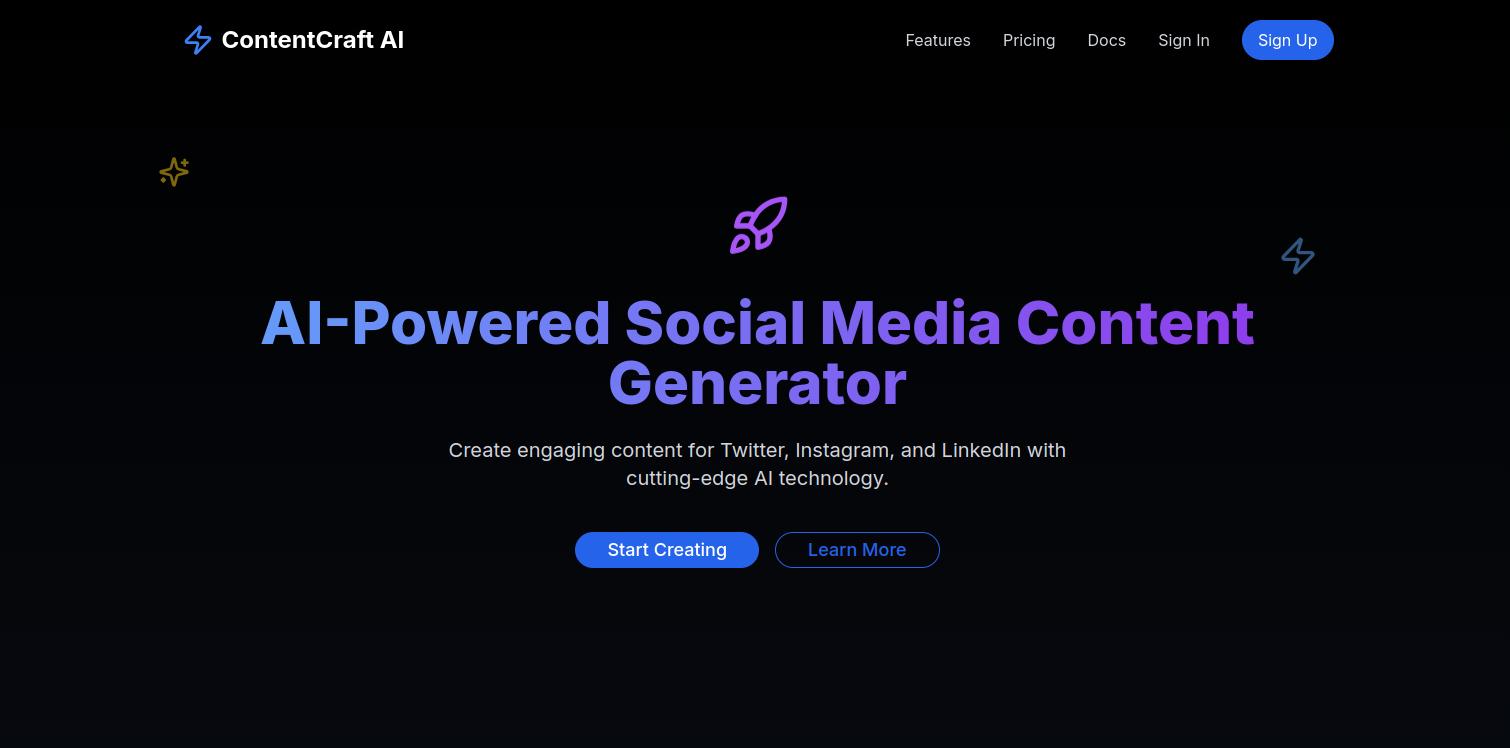 ContentCraft AI
Features
Pricing
Docs
Sign In
Sign Up
AI-Powered Social Media Content
Generator
Create engaging content for Twitter, Instagram, and LinkedIn with
cutting-edge AI technology.
Start Creating
Learn More